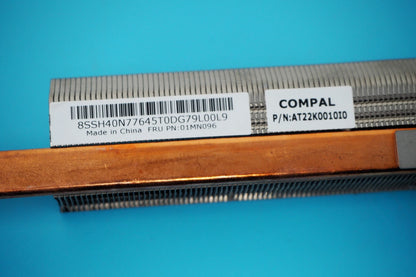 8SSH40N77645T0DG79L00L9
Made in China FRU PN:01MN096
COMPAL
P/N:AT22K0010I0